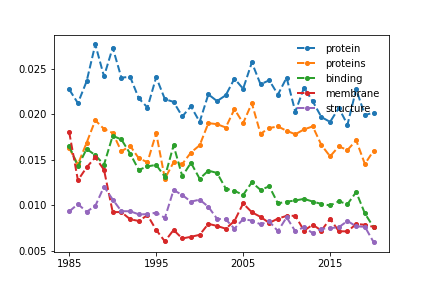 protein
proteins
binding
membrane
structure
0.025
0.020
0.015
0.010
0.005
1985 1995 2005 2015